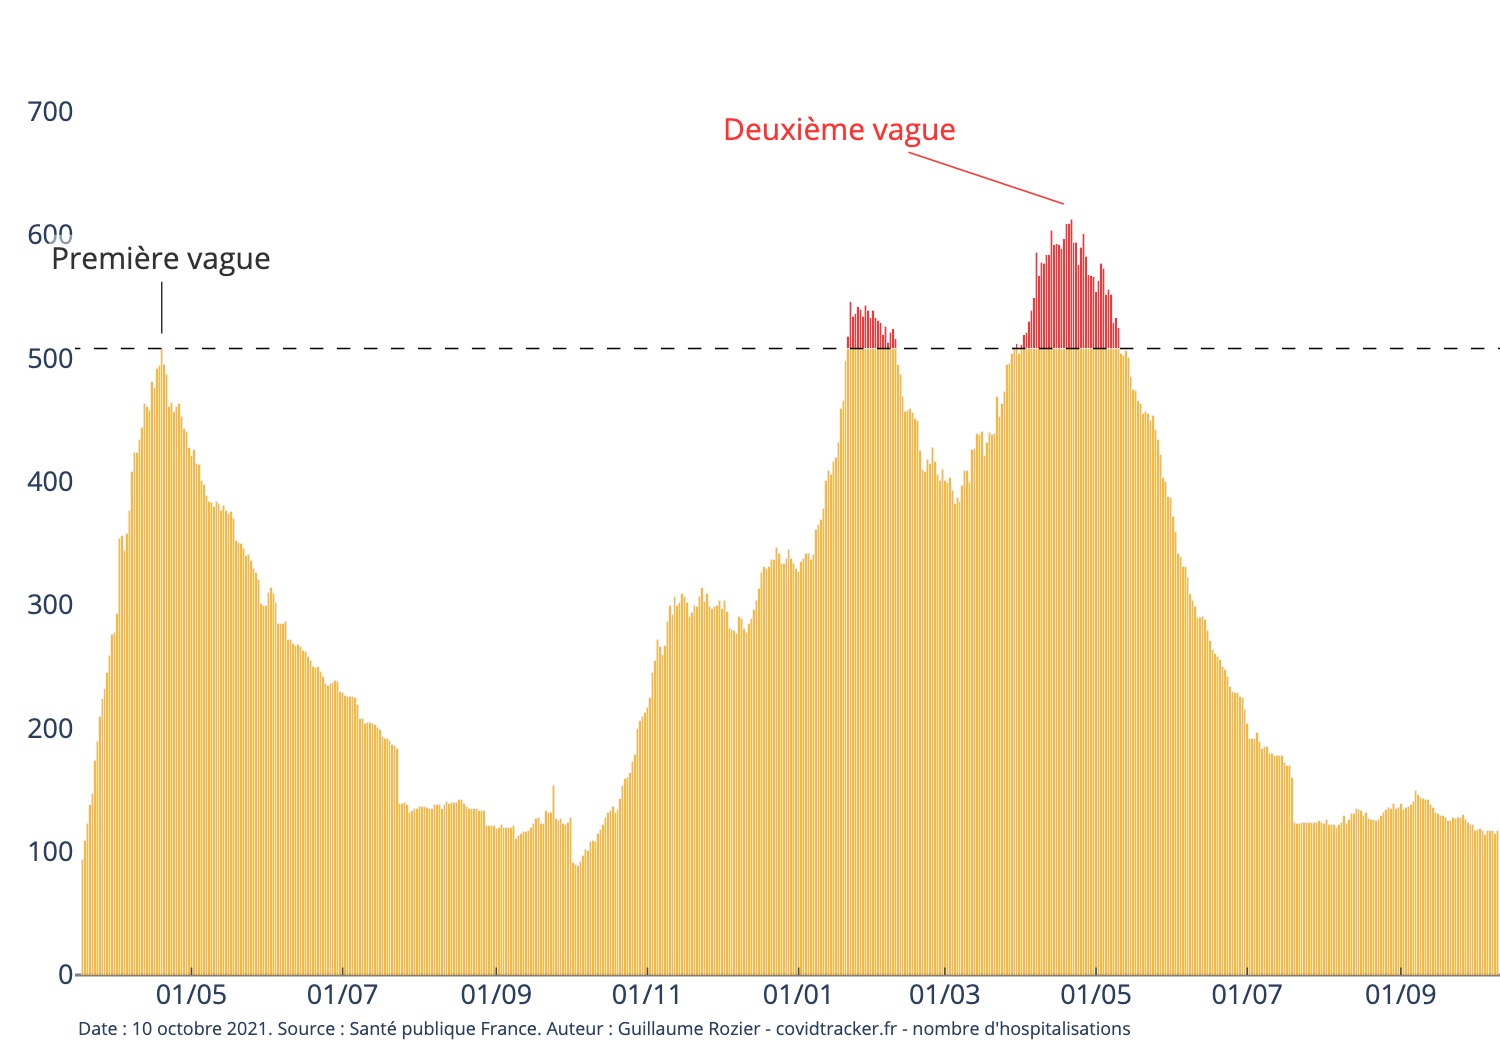 700
Deuxième vague
600
Première vague
500
400
300
200
100
0
01/05 01/07 01/09 01/11 01/01 01/03 01/05 01/07 01/09
Date : 10 octobre 2021. Source : Santé publique France. Auteur : Guillaume Rozier - covidtracker.fr - nombre d'hospitalisations